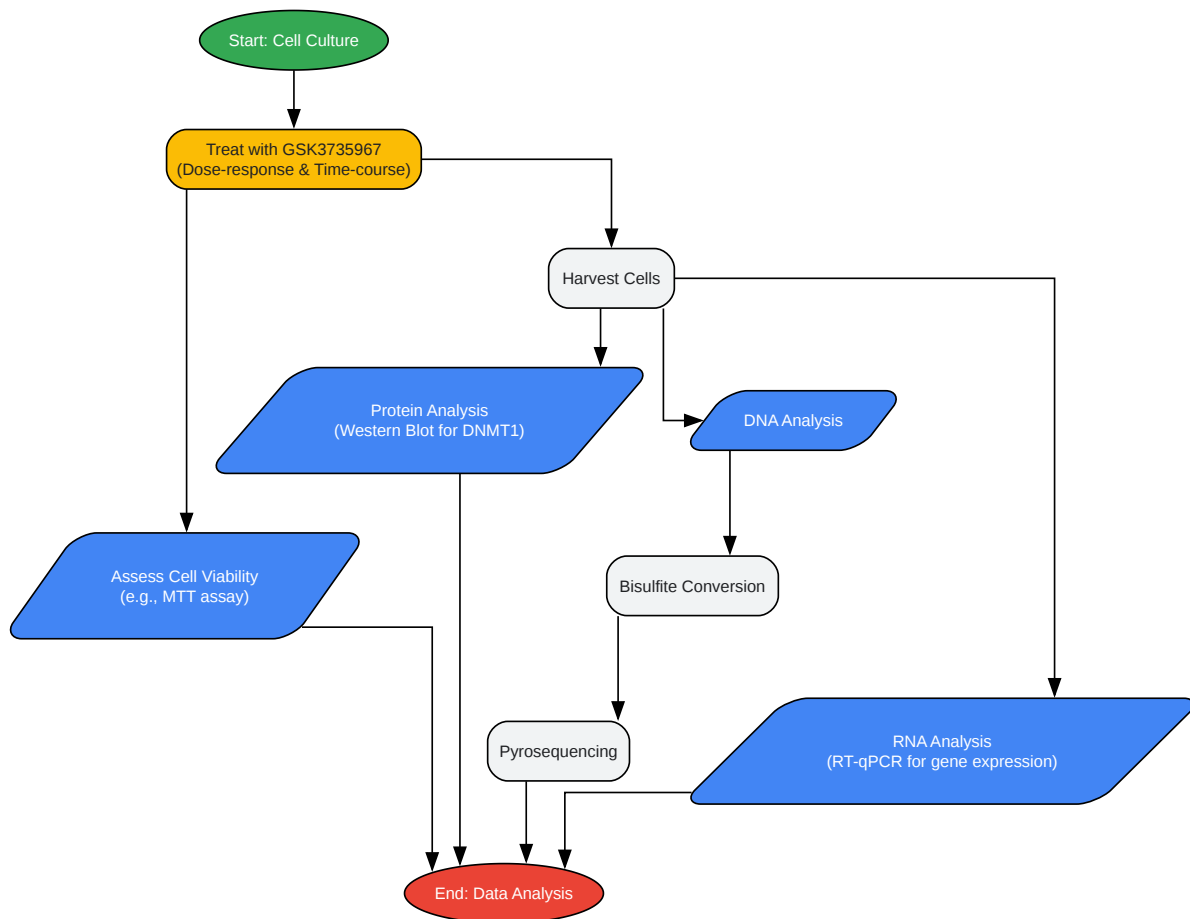 Start: Cell Culture
Treat with GSK3735967
(Dose-response & Time-course)
Harvest Cells
Protein Analysis
(Western Blot for DNMT1)
DNA Analysis
Assess Cell Viability
(e.g., MTT assay)
Bisulfite Conversion
Pyrosequencing
RNA Analysis
(RT-qPCR for gene expression)
End: Data Analysis